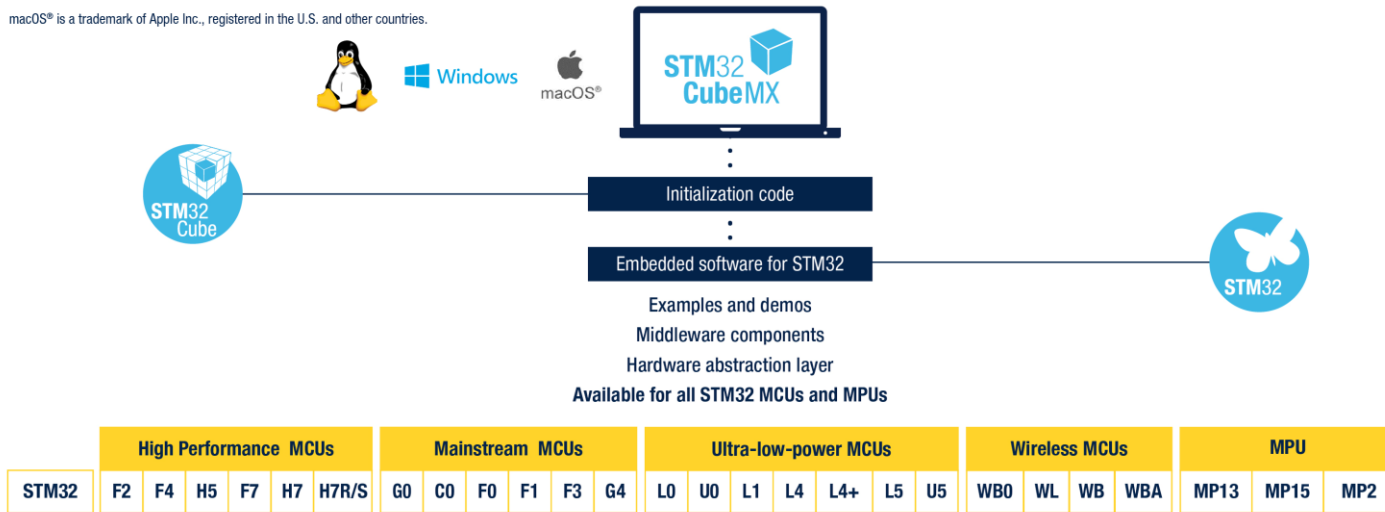 macOS® is a trademark of Apple Inc., registered in the U.S. and other countries.
Windows
macOS®
STM32
CubeMX
Initialization code
STM32
Cube
Embedded software for STM32
STM32
Examples and demos
Middleware components
Hardware abstraction layer
Available for all STM32 MCUs and MPUs
High Performance MCUs Mainstream MCUs Ultra-low-power MCUs Wireless MCUs MPU
STM32 F2 F4 H5 F7 H7 H7R/S G0 C0 F0 F1 F3 G4 L0 U0 L1 L4 L4+ L5 U5 WB0 WL WB WBA MP13 MP15 MP2